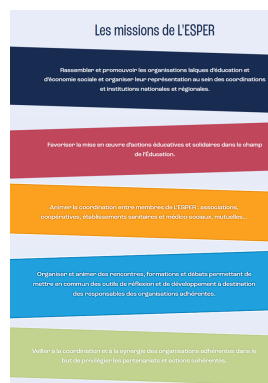 Les missions de L'ESPER
Rassembler et promouvoir les organisations laïques d'éducation et
d'économie sociale et organiser leur représentation au sein des coordinations
et institutions nationales et régionales.
Favoriser la mise en œuvre d'actions éducatives et solidaires dans le champ
de l'Éducation.
Animer la coordination entre membres de L'ESPER : associations,
coopératives, établissements sanitaires et médico-sociaux, mutuelles...
Organiser et animer des rencontres, formations et débats permettant de
mettre en commun des outils de réflexion et de développement à destination
des responsables des organisations adhérentes.
Veiller à la coordination et à la synergie des organisations adhérentes dans le
but de privilégier les partenariats et actions cohérentes.